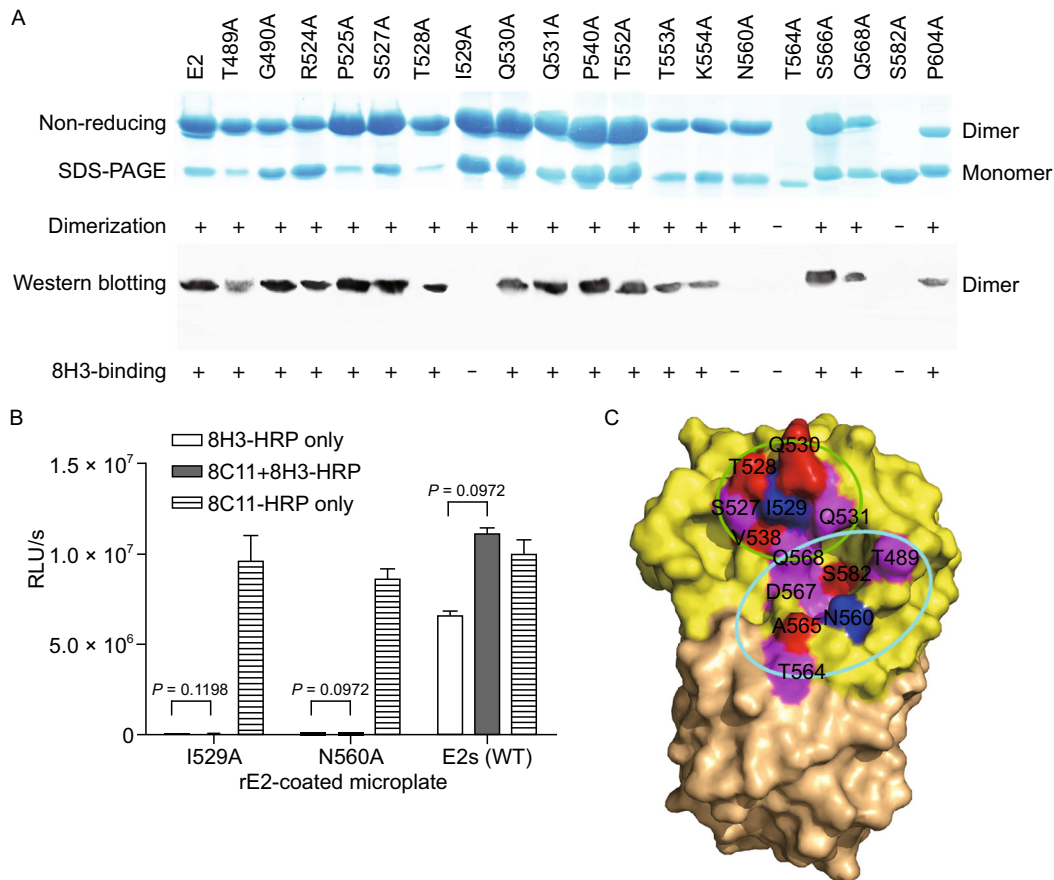 A
E2 T489A G490A R524A P525A S527A T528A I529A Q530A Q531A P540A T552A T553A K554A N560A T564A S566A Q568A S582A P604A
Non-reducing
Dimer
SDS-PAGE
Monomer
Dimerization + + + + + + + + + + + + + + + – + + – +
Western blotting
Dimer
8H3-binding + + + + + + + – + + + + + + – – + + – +
B
8H3-HRP only
8C11+8H3-HRP
8C11-HRP only
1.5 × 10⁷
1.0 × 10⁷
5.0 × 10⁶
0
RLU/s
P = 0.1198
P = 0.0972
P = 0.0972
I529A
N560A
E2s (WT)
rE2-coated microplate
C
Q530
T528
S527
I529
Q531
V538
Q568
T489
S582
D567
N560
A565
T564